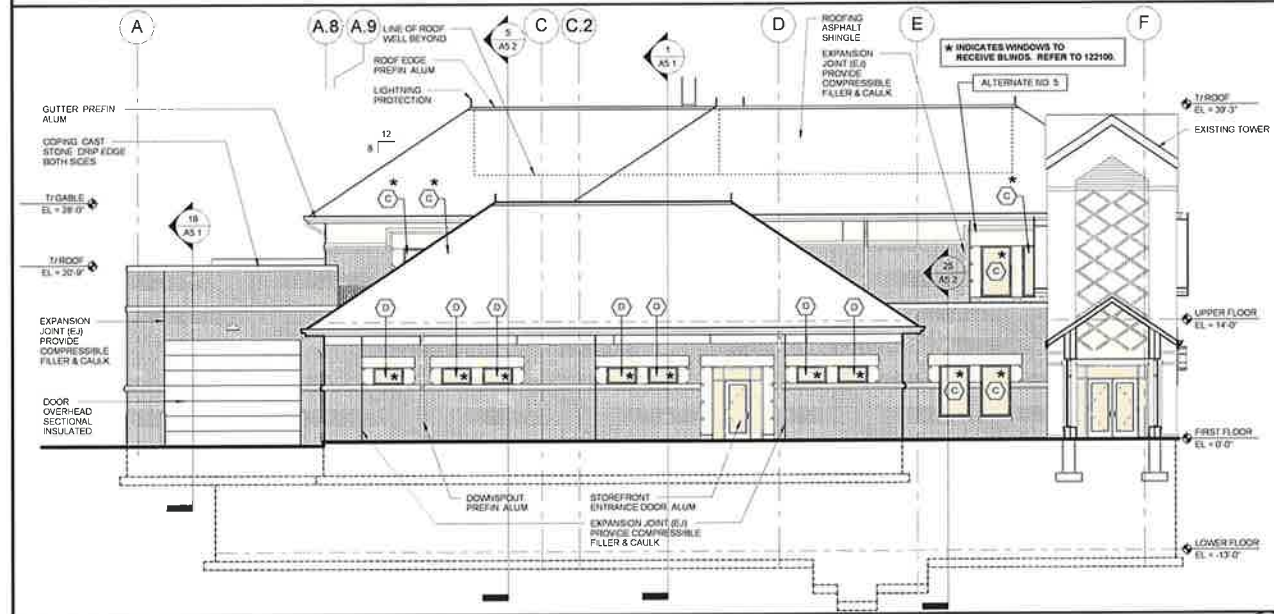 A
A.8
A.9
C
C.2
D
E
F
LINE OF ROOF
WELL BEYOND
5
A5 2
1
A5 1
ROOFING
ASPHALT
SHINGLE
* INDICATES WINDOWS TO
RECEIVE BLINDS. REFER TO 122100.
ROOF EDGE
PREFIN ALUM
EXPANSION
JOINT (EJ)
PROVIDE
COMPRESSIBLE
FILLER & CAULK
ALTERNATE NO. 5
LIGHTNING
PROTECTION
GUTTER PREFIN
ALUM
T/ ROOF
EL = 39'-3"
EXISTING TOWER
12
8
COPING CAST
STONE DRIP EDGE
BOTH SIDES
* * *
C C C
T/ GABLE
EL = 28'-0"
18
A5 1
T/ ROOF
EL = 20'-9"
25
A5 2
*
C
EXPANSION
JOINT (EJ)
PROVIDE
COMPRESSIBLE
FILLER & CAULK
D D D D D D D
UPPER FLOOR
EL = 14'-0"
* * * * * * * * *
C C
DOOR
OVERHEAD
SECTIONAL
INSULATED
FIRST FLOOR
EL = 0'-0"
DOWNSPOUT
PREFIN ALUM
STOREFRONT
ENTRANCE DOOR, ALUM
EXPANSION JOINT (EJ)
PROVIDE COMPRESSIBLE
FILLER & CAULK
LOWER FLOOR
EL = -13'-0"